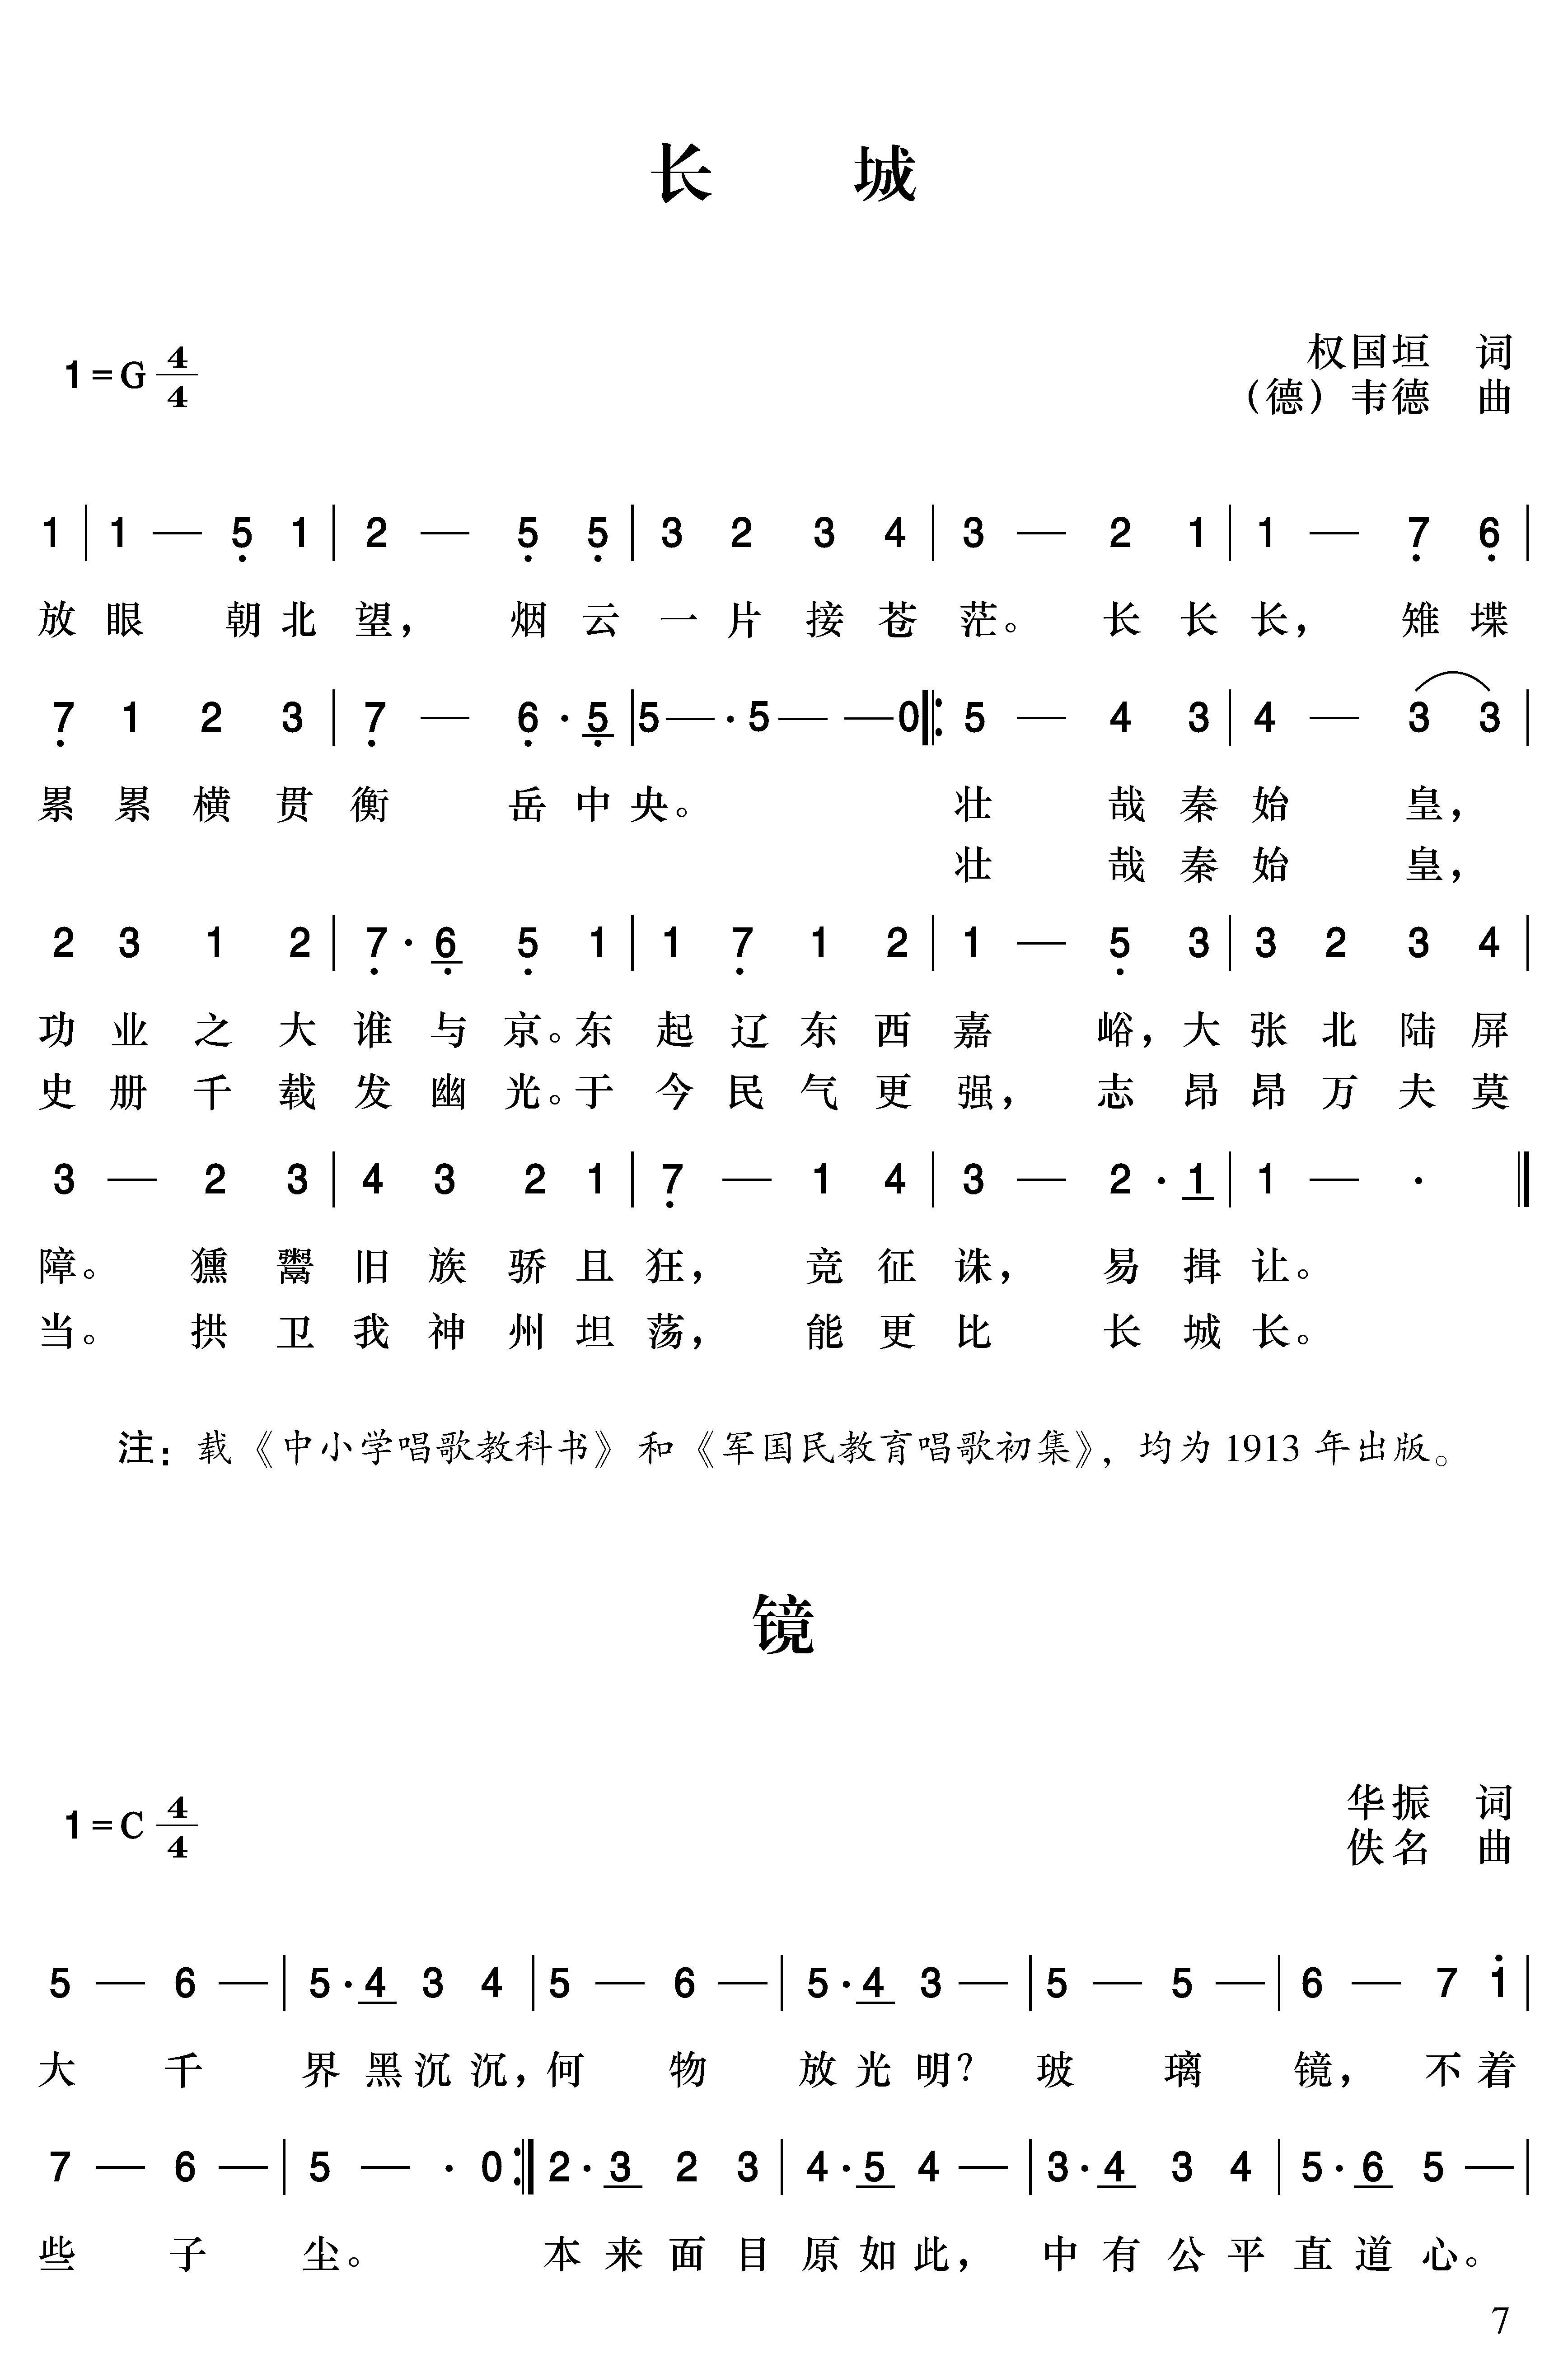 长 城
1=G 4/4
权国垣 词
（德）韦德 曲
1 | 1 — 5̣ 1 | 2 — 5̣ 5̣ | 3 2 3 4 | 3 — 2 1 | 1 — 7̣ 6̣ |
放 眼 朝 北 望， 烟 云 一 片 接 苍 茫。 长 长 长， 雉 堞
7̣ 1 2 3 | 7̣ — 6̣ · 5̣ | 5 — · 5 — — 0 ‖: 5 — 4 3 | 4 — 3 3 |
累 累 横 贯 衡 岳 中 央。 壮 哉 秦 始 皇，
壮 哉 秦 始 皇，
2 3 1 2 | 7̣ · 6̣ 5̣ 1 | 1 7̣ 1 2 | 1 — 5̣ 3 | 3 2 3 4 |
功 业 之 大 谁 与 京。东 起 辽 东 西 嘉 峪，大 张 北 陆 屏
史 册 千 载 发 幽 光。于 今 民 气 更 强， 志 昂 昂 万 夫 莫
3 — 2 3 | 4 3 2 1 | 7̣ — 1 4 | 3 — 2 · 1 | 1 — · ‖
障。 獯 鬻 旧 族 骄 且 狂， 竞 征 诛， 易 揖 让。
当。 拱 卫 我 神 州 坦 荡， 能 更 比 长 城 长。
注：载《中小学唱歌教科书》和《军国民教育唱歌初集》，均为 1913 年出版。
镜
1=C 4/4
华振 词
佚名 曲
5 — 6 — | 5 · 4 3 4 | 5 — 6 — | 5 · 4 3 — | 5 — 5 — | 6 — 7 1̇ |
大 千 界 黑 沉 沉，何 物 放 光 明？ 玻 璃 镜， 不 着
7 — 6 — | 5 — · 0 :‖ 2 · 3 2 3 | 4 · 5 4 — | 3 · 4 3 4 | 5 · 6 5 — |
些 子 尘。 本 来 面 目 原 如 此， 中 有 公 平 直 道 心。
7